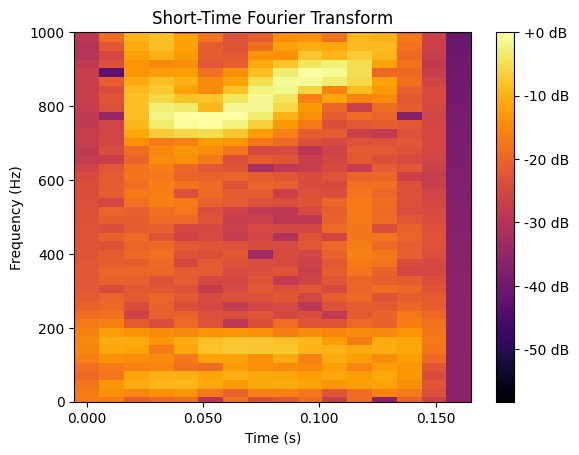 Short-Time Fourier Transform
1000
800
600
400
200
0
Frequency (Hz)
0.000
0.050
0.100
0.150
Time (s)
+0 dB
-10 dB
-20 dB
-30 dB
-40 dB
-50 dB